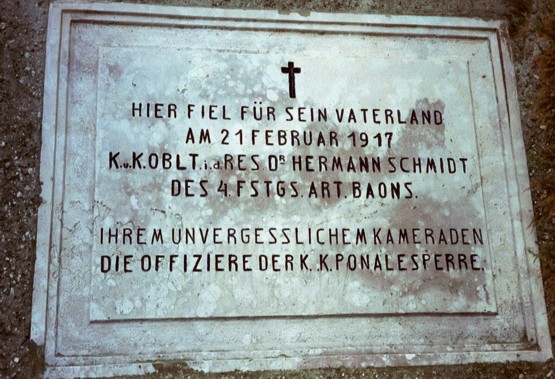 HIER FIEL FÜR SEIN VATERLAND
AM 21 FEBRUAR 1917
K.u.K. OBLT. i. d. RES. DR HERMANN SCHMIDT
DES 4. FSTGS. ART. BAONS.
IHREM UNVERGESSLICHEM KAMERADEN
DIE OFFIZIERE DER K. K. PONALESPERRE.